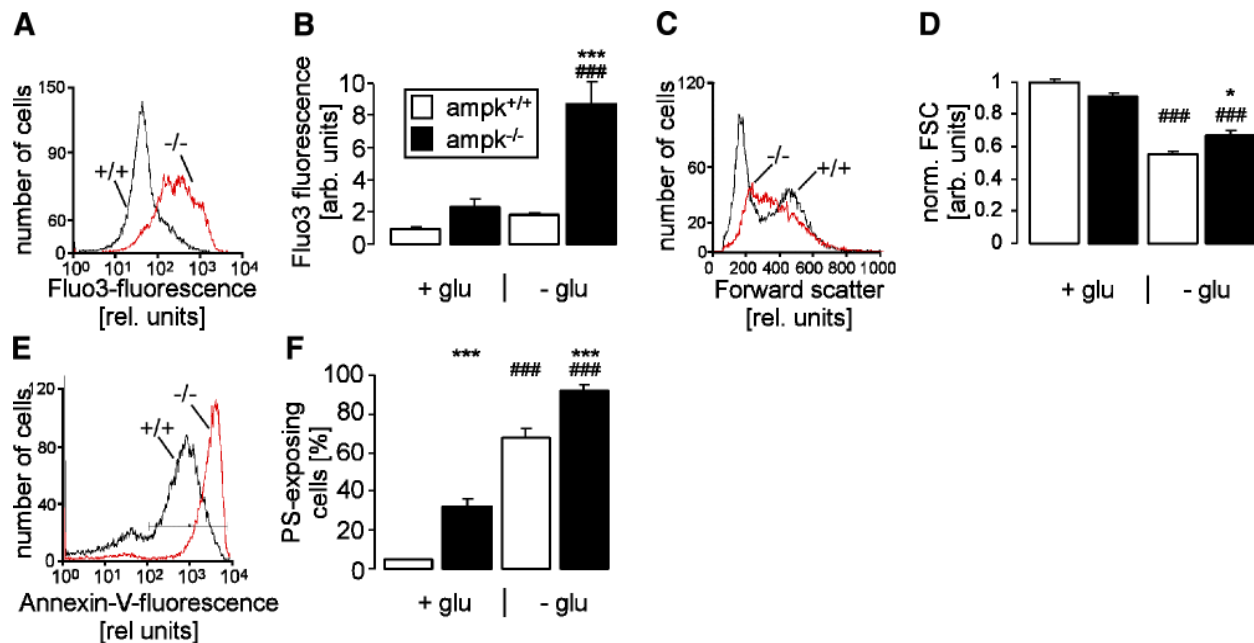 A
number of cells
150
90
60
0
+/+
-/-
10⁰ 10¹ 10² 10³ 10⁴
Fluo3-fluorescence
[rel. units]
B
Fluo3 fluorescence
[arb. units]
10
8
6
4
2
0
ampk+/+
ampk-/-
***
###
+ glu | - glu
C
number of cells
120
60
20
0
-/-
+/+
0 200 400 600 800 1000
Forward scatter
[rel. units]
D
norm. FSC
[arb. units]
1
0.8
0.6
0.4
0.2
0
###
*
###
+ glu | - glu
E
number of cells
120
80
40
0
+/+
-/-
10⁰ 10¹ 10² 10³ 10⁴
Annexin-V-fluorescence
[rel units]
F
PS-exposing
cells [%]
100
80
60
40
20
0
***
###
***
###
+ glu | - glu